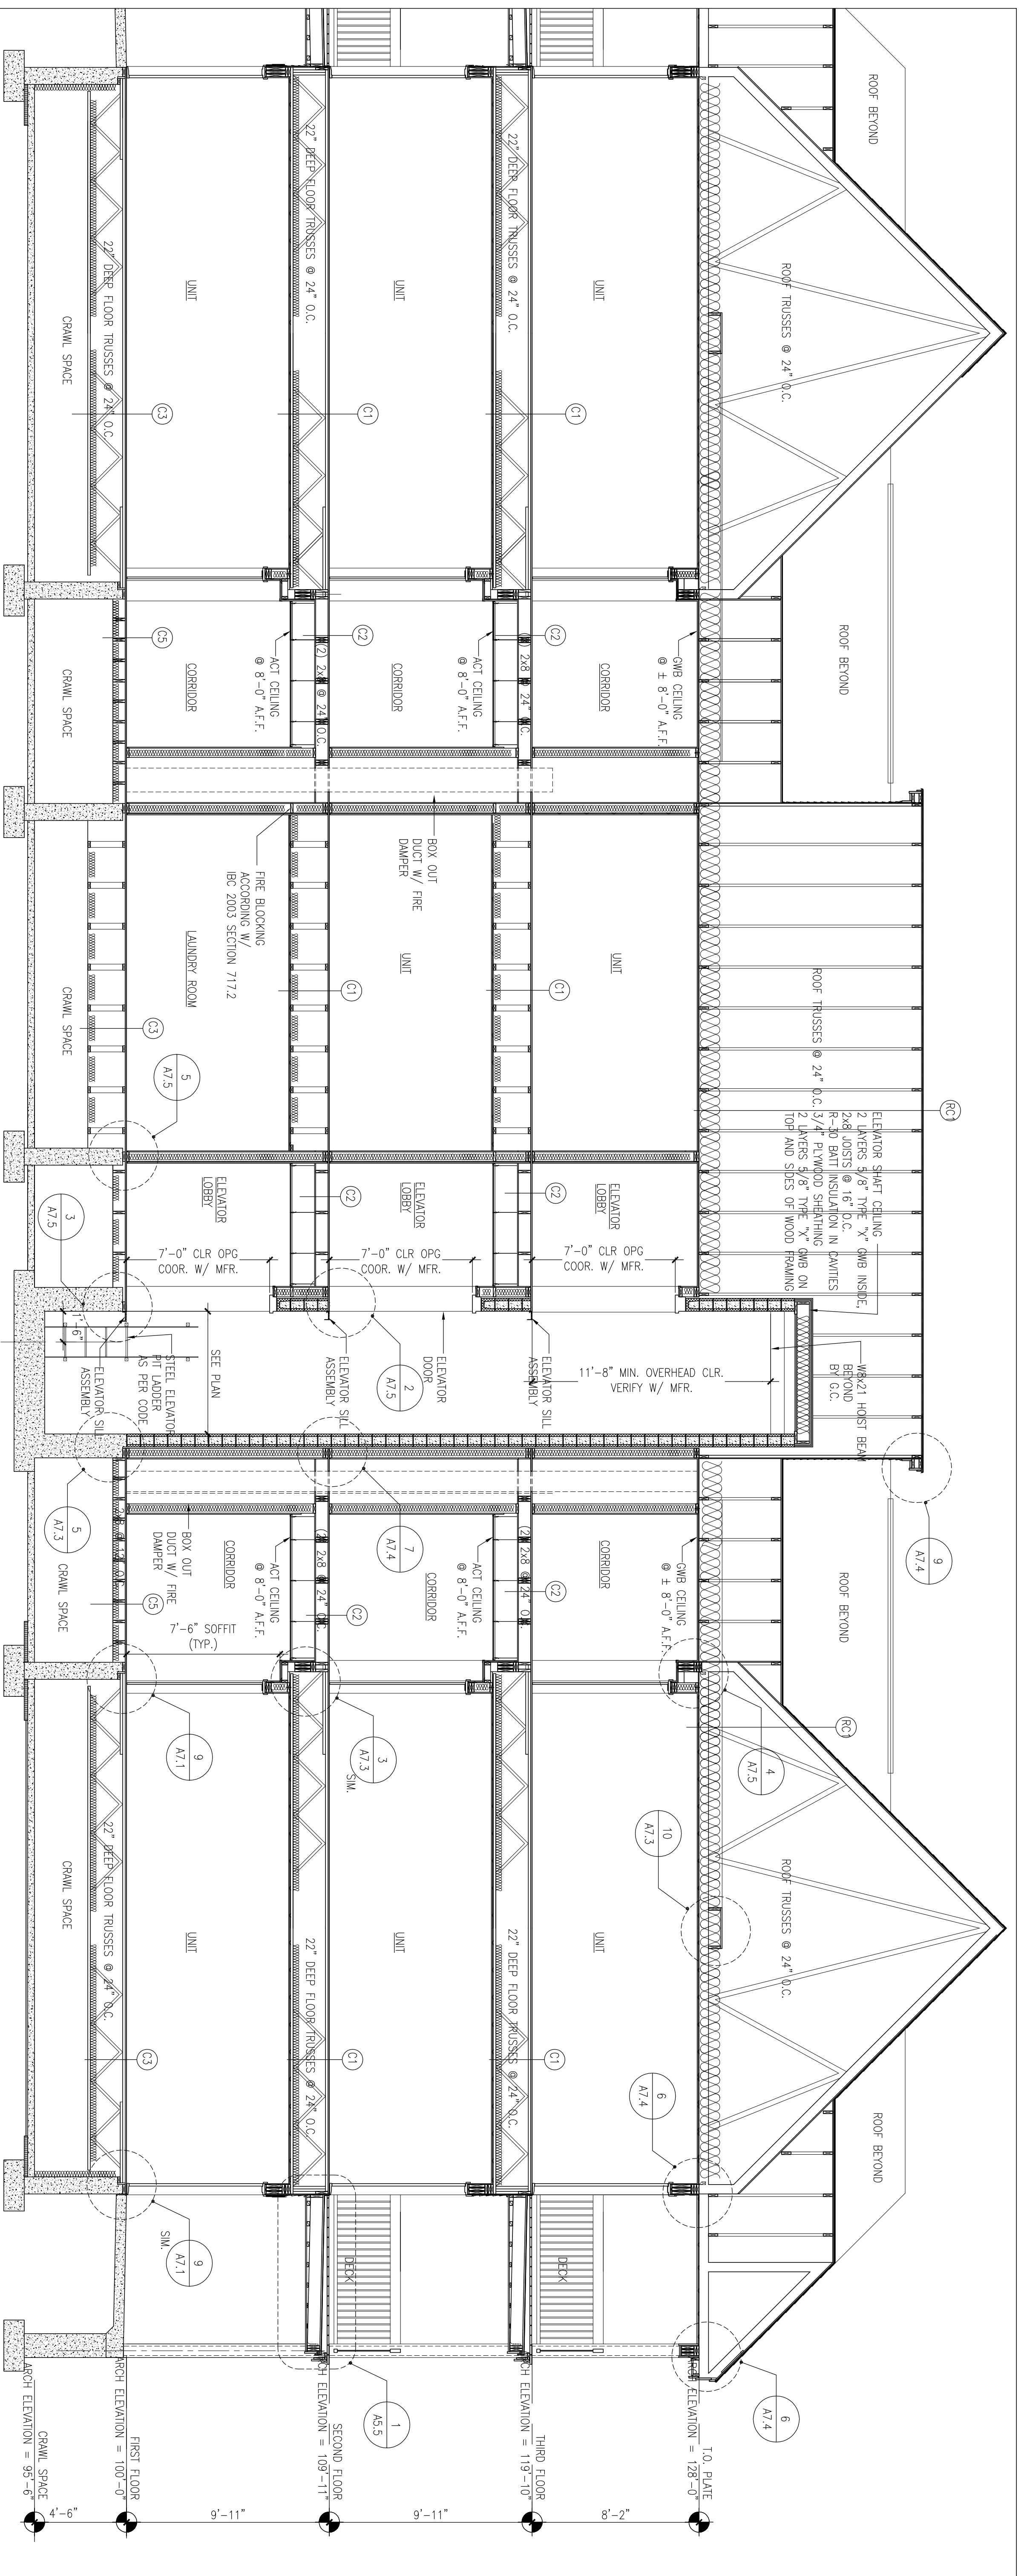 ROOF BEYOND
ROOF TRUSSES @ 24" O.C.
ROOF BEYOND
ROOF TRUSSES @ 24" O.C.
RC1
ELEVATOR SHAFT CEILING
2 LAYERS 5/8" TYPE "X" GWB INSIDE,
2x8 JOISTS @ 16" O.C.
R-30 BATT INSULATION IN CAVITIES
3/4" PLYWOOD SHEATHING
2 LAYERS 5/8" TYPE "X" GWB ON
TOP AND SIDES OF WOOD FRAMING
W8x21 HOIST BEAM
BEYOND
BY G.C.
9
A7.4
ROOF BEYOND
RC1
4
A7.5
10
A7.3
ROOF TRUSSES @ 24" O.C.
6
A7.4
ROOF BEYOND
6
A7.4
T.O. PLATE
ARCH ELEVATION = 128'-0"
8'-2"
UNIT
22" DEEP FLOOR TRUSSES @ 24" O.C.
C1
GWB CEILING
@ ± 8'-0" A.F.F.
CORRIDOR
C2
(2) 2x8 @ 24" O.C.
UNIT
C1
ELEVATOR
LOBBY
C2
7'-0" CLR OPG
COOR. W/ MFR.
ELEVATOR SILL
ASSEMBLY
11'-8" MIN. OVERHEAD CLR.
VERIFY W/ MFR.
GWB CEILING
@ ± 8'-0" A.F.F.
CORRIDOR
C2
(2) 2x8 @ 24" O.C.
UNIT
22" DEEP FLOOR TRUSSES @ 24" O.C.
C1
DECK
THIRD FLOOR
ARCH ELEVATION = 119'-10"
9'-11"
UNIT
22" DEEP FLOOR TRUSSES @ 24" O.C.
C1
ACT CEILING
@ 8'-0" A.F.F.
CORRIDOR
C2
(2) 2x8 @ 24" O.C.
BOX OUT
DUCT W/ FIRE
DAMPER
UNIT
C1
ELEVATOR
LOBBY
C2
7'-0" CLR OPG
COOR. W/ MFR.
2
A7.5
ELEVATOR
DOOR
ELEVATOR SILL
ASSEMBLY
7
A7.4
ACT CEILING
@ 8'-0" A.F.F.
CORRIDOR
C2
(2) 2x8 @ 24" O.C.
3
A7.3
SIM.
UNIT
22" DEEP FLOOR TRUSSES @ 24" O.C.
C1
DECK
1
A5.5
SECOND FLOOR
ARCH ELEVATION = 109'-11"
9'-11"
UNIT
C3
22" DEEP FLOOR TRUSSES @ 24" O.C.
CRAWL SPACE
ACT CEILING
@ 8'-0" A.F.F.
CORRIDOR
C5
CRAWL SPACE
FIRE BLOCKING
ACCORDING W/
IBC 2003 SECTION 717.2
LAUNDRY ROOM
C3
CRAWL SPACE
5
A7.5
ELEVATOR
LOBBY
7'-0" CLR OPG
COOR. W/ MFR.
3
A7.5
SEE PLAN
STEEL ELEVATOR
PIT LADDER
AS PER CODE
1'-6"
ELEVATOR SILL
ASSEMBLY
5
A7.3
BOX OUT
DUCT W/ FIRE
DAMPER
ACT CEILING
@ 8'-0" A.F.F.
CORRIDOR
7'-6" SOFFIT
(TYP.)
C5
CRAWL SPACE
9
A7.1
UNIT
C3
22" DEEP FLOOR TRUSSES @ 24" O.C.
CRAWL SPACE
9
A7.1
SIM.
FIRST FLOOR
ARCH ELEVATION = 100'-0"
4'-6"
CRAWL SPACE
ARCH ELEVATION = 95'-6"